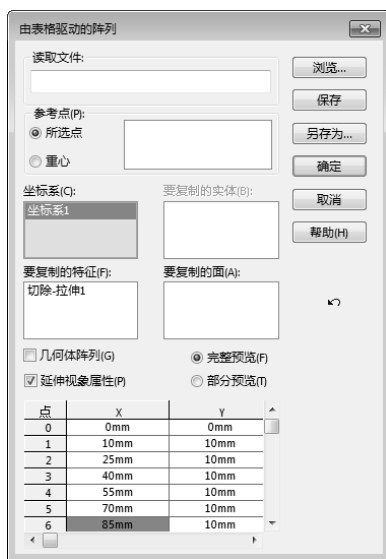 由表格驱动的阵列
读取文件:
浏览...
保存
参考点(P):
所选点
另存为...
重心
确定
坐标系(C):
要复制的实体(B):
取消
坐标系1
帮助(H)
要复制的特征(F):
要复制的面(A):
切除-拉伸1
几何体阵列(G)
完整预览(F)
延伸视象属性(P)
部分预览(T)
点 X Y
0 0mm 0mm
1 10mm 10mm
2 25mm 10mm
3 40mm 10mm
4 55mm 10mm
5 70mm 10mm
6 85mm 10mm